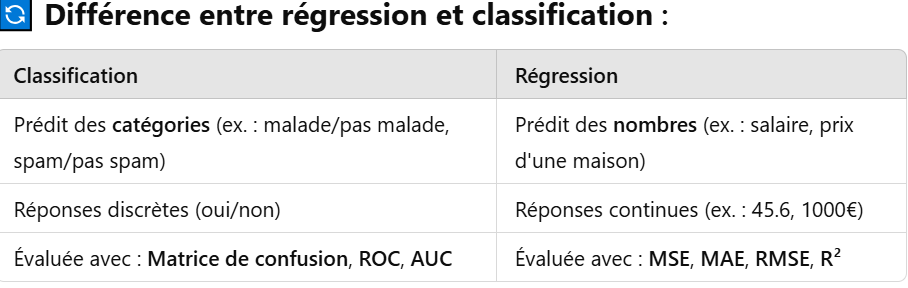 🔄 Différence entre régression et classification :
Classification
Régression
Prédit des catégories (ex. : malade/pas malade,
spam/pas spam)
Prédit des nombres (ex. : salaire, prix
d'une maison)
Réponses discrètes (oui/non)
Réponses continues (ex. : 45.6, 1000€)
Évaluée avec : Matrice de confusion, ROC, AUC
Évaluée avec : MSE, MAE, RMSE, R²